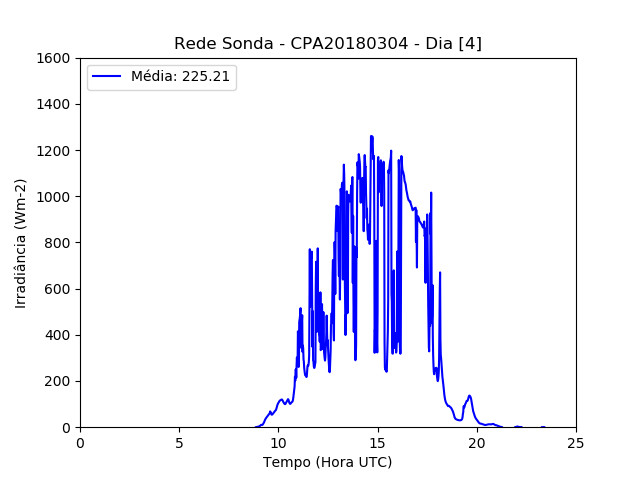 Rede Sonda - CPA20180304 - Dia [4]
Média: 225.21
Irradiância (Wm-2)
1600
1400
1200
1000
800
600
400
200
0
0 5 10 15 20 25
Tempo (Hora UTC)